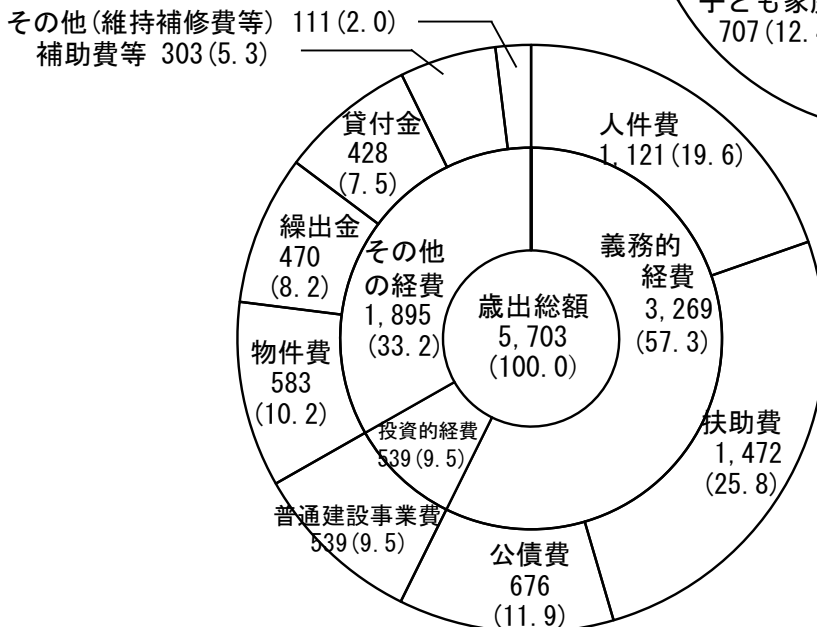 その他(維持補修費等) 111(2.0)
補助費等 303(5.3)
707(12.
人件費
1,121(19.6)
貸付金
428
(7.5)
繰出金
470
(8.2)
その他
の経費
1,895
(33.2)
義務的
経費
3,269
(57.3)
歳出総額
5,703
(100.0)
物件費
583
(10.2)
投資的経費
539(9.5)
扶助費
1,472
(25.8)
普通建設事業費
539(9.5)
公債費
676
(11.9)